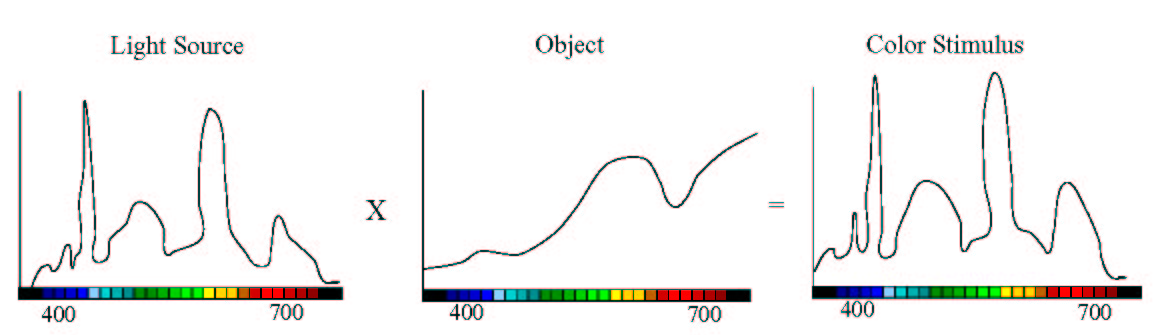 Light Source
Object
Color Stimulus
X
=
400 700
400 700
400 700